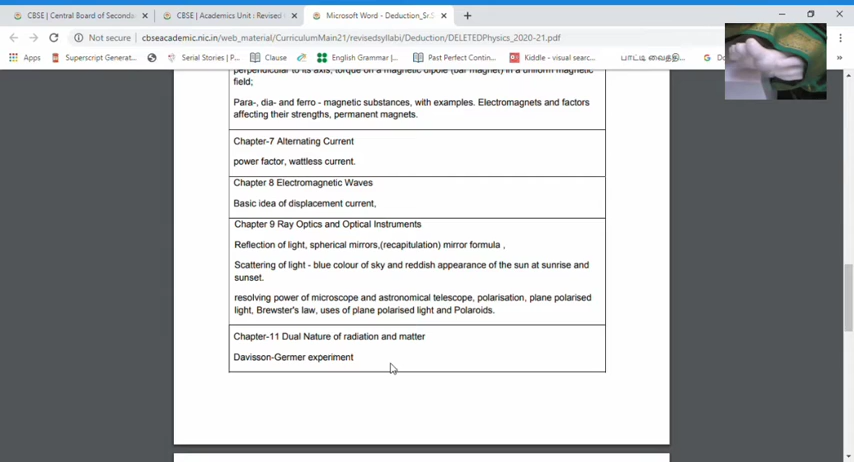 CBSE | Central Board of Secondar
CBSE | Academics Unit : Revised C
Microsoft Word - Deduction_Sr.S
Not secure | cbseacademic.nic.in/web_material/CurriculumMain21/revisedsyllabi/Deduction/DELETEDPhysics_2020-21.pdf
Apps
Superscript Generat...
Serial Stories | P...
Clause
English Grammar,...
Past Perfect Contin...
Kiddle - visual searc...
பாட்டி வைத்தி...
perpendicular to its axis, torque on a magnetic dipole (bar magnet) in a uniform magnetic
field;
Para-, dia- and ferro - magnetic substances, with examples. Electromagnets and factors
affecting their strengths, permanent magnets.
Chapter-7 Alternating Current
power factor, wattless current.
Chapter 8 Electromagnetic Waves
Basic idea of displacement current,
Chapter 9 Ray Optics and Optical Instruments
Reflection of light, spherical mirrors,(recapitulation) mirror formula ,
Scattering of light - blue colour of sky and reddish appearance of the sun at sunrise and
sunset.
resolving power of microscope and astronomical telescope, polarisation, plane polarised
light, Brewster's law, uses of plane polarised light and Polaroids.
Chapter-11 Dual Nature of radiation and matter
Davisson-Germer experiment